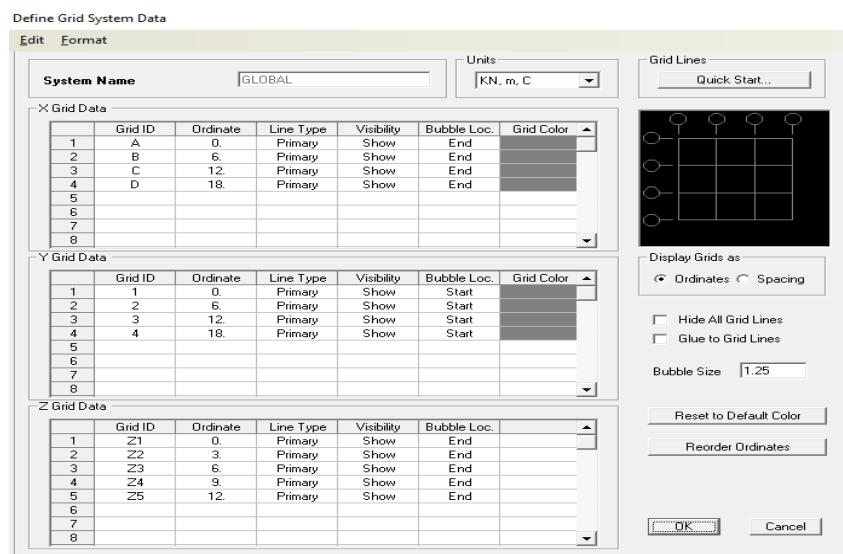 Define Grid System Data
Edit Format
System Name GLOBAL
Units
KN, m, C
Grid Lines
Quick Start...
X Grid Data
Grid ID Ordinate Line Type Visibility Bubble Loc. Grid Color
1 A 0. Primary Show End
2 B 6. Primary Show End
3 C 12. Primary Show End
4 D 18. Primary Show End
5
6
7
8
Y Grid Data
Grid ID Ordinate Line Type Visibility Bubble Loc. Grid Color
1 1 0. Primary Show Start
2 2 6. Primary Show Start
3 3 12. Primary Show Start
4 4 18. Primary Show Start
5
6
7
8
Display Grids as
Ordinates Spacing
Hide All Grid Lines
Glue to Grid Lines
Bubble Size 1.25
Z Grid Data
Grid ID Ordinate Line Type Visibility Bubble Loc.
1 Z1 0. Primary Show End
2 Z2 3. Primary Show End
3 Z3 6. Primary Show End
4 Z4 9. Primary Show End
5 Z5 12. Primary Show End
6
7
8
Reset to Default Color
Reorder Ordinates
OK Cancel